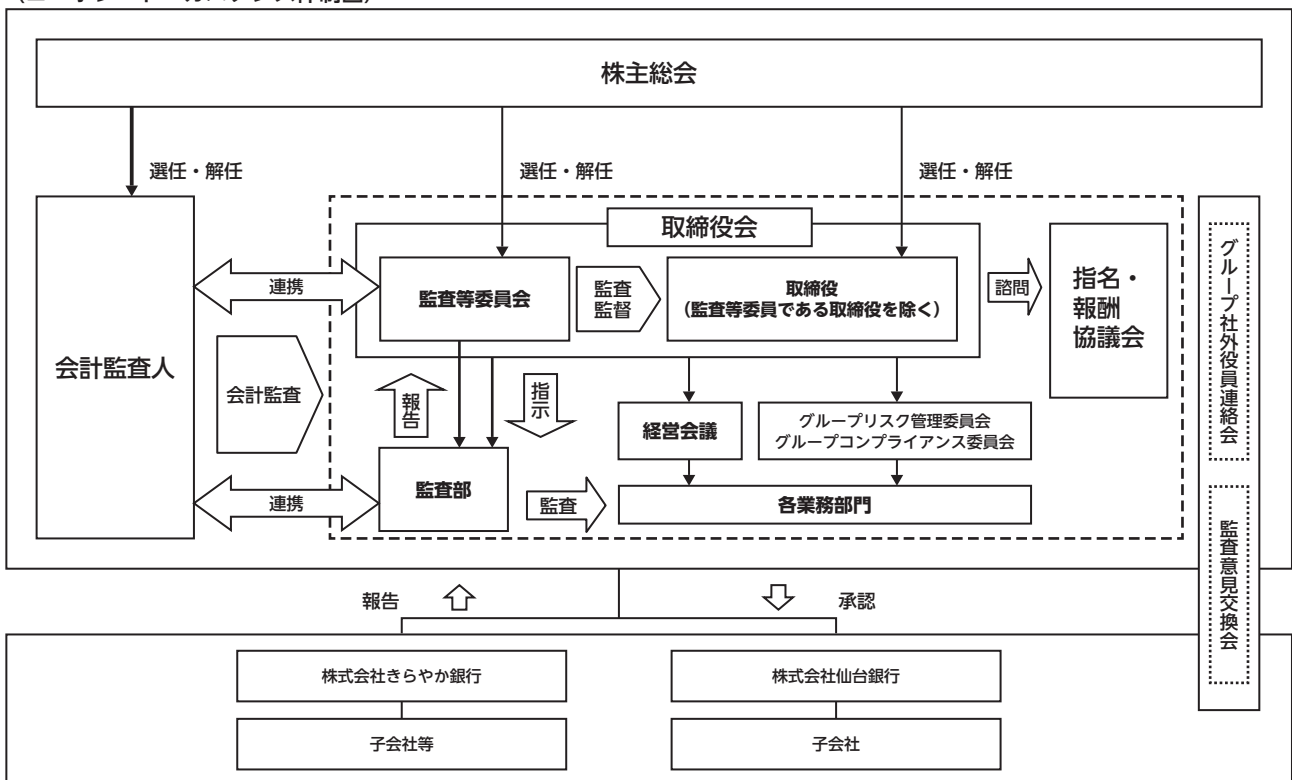 株主総会
選任・解任
選任・解任
選任・解任
取締役会
会計監査人
連携
監査等委員会
監査
監督
取締役
（監査等委員である取締役を除く）
諮問
指名・
報酬
協議会
会計監査
報告
指示
経営会議
グループリスク管理委員会
グループコンプライアンス委員会
連携
監査部
監査
各業務部門
グループ社外役員連絡会
監査意見交換会
報告
承認
株式会社きらやか銀行
株式会社仙台銀行
子会社等
子会社